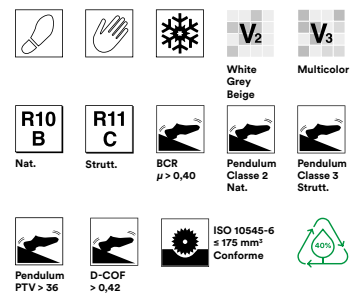 V2
V3
White
Grey
Beige
Multicolor
R10
B
R11
C
Nat.
Strutt.
BCR
μ > 0,40
Pendulum
Classe 2
Nat.
Pendulum
Classe 3
Strutt.
ISO 10545-6
≤ 175 mm³
Conforme
40%
Pendulum
PTV > 36
D-COF
> 0,42